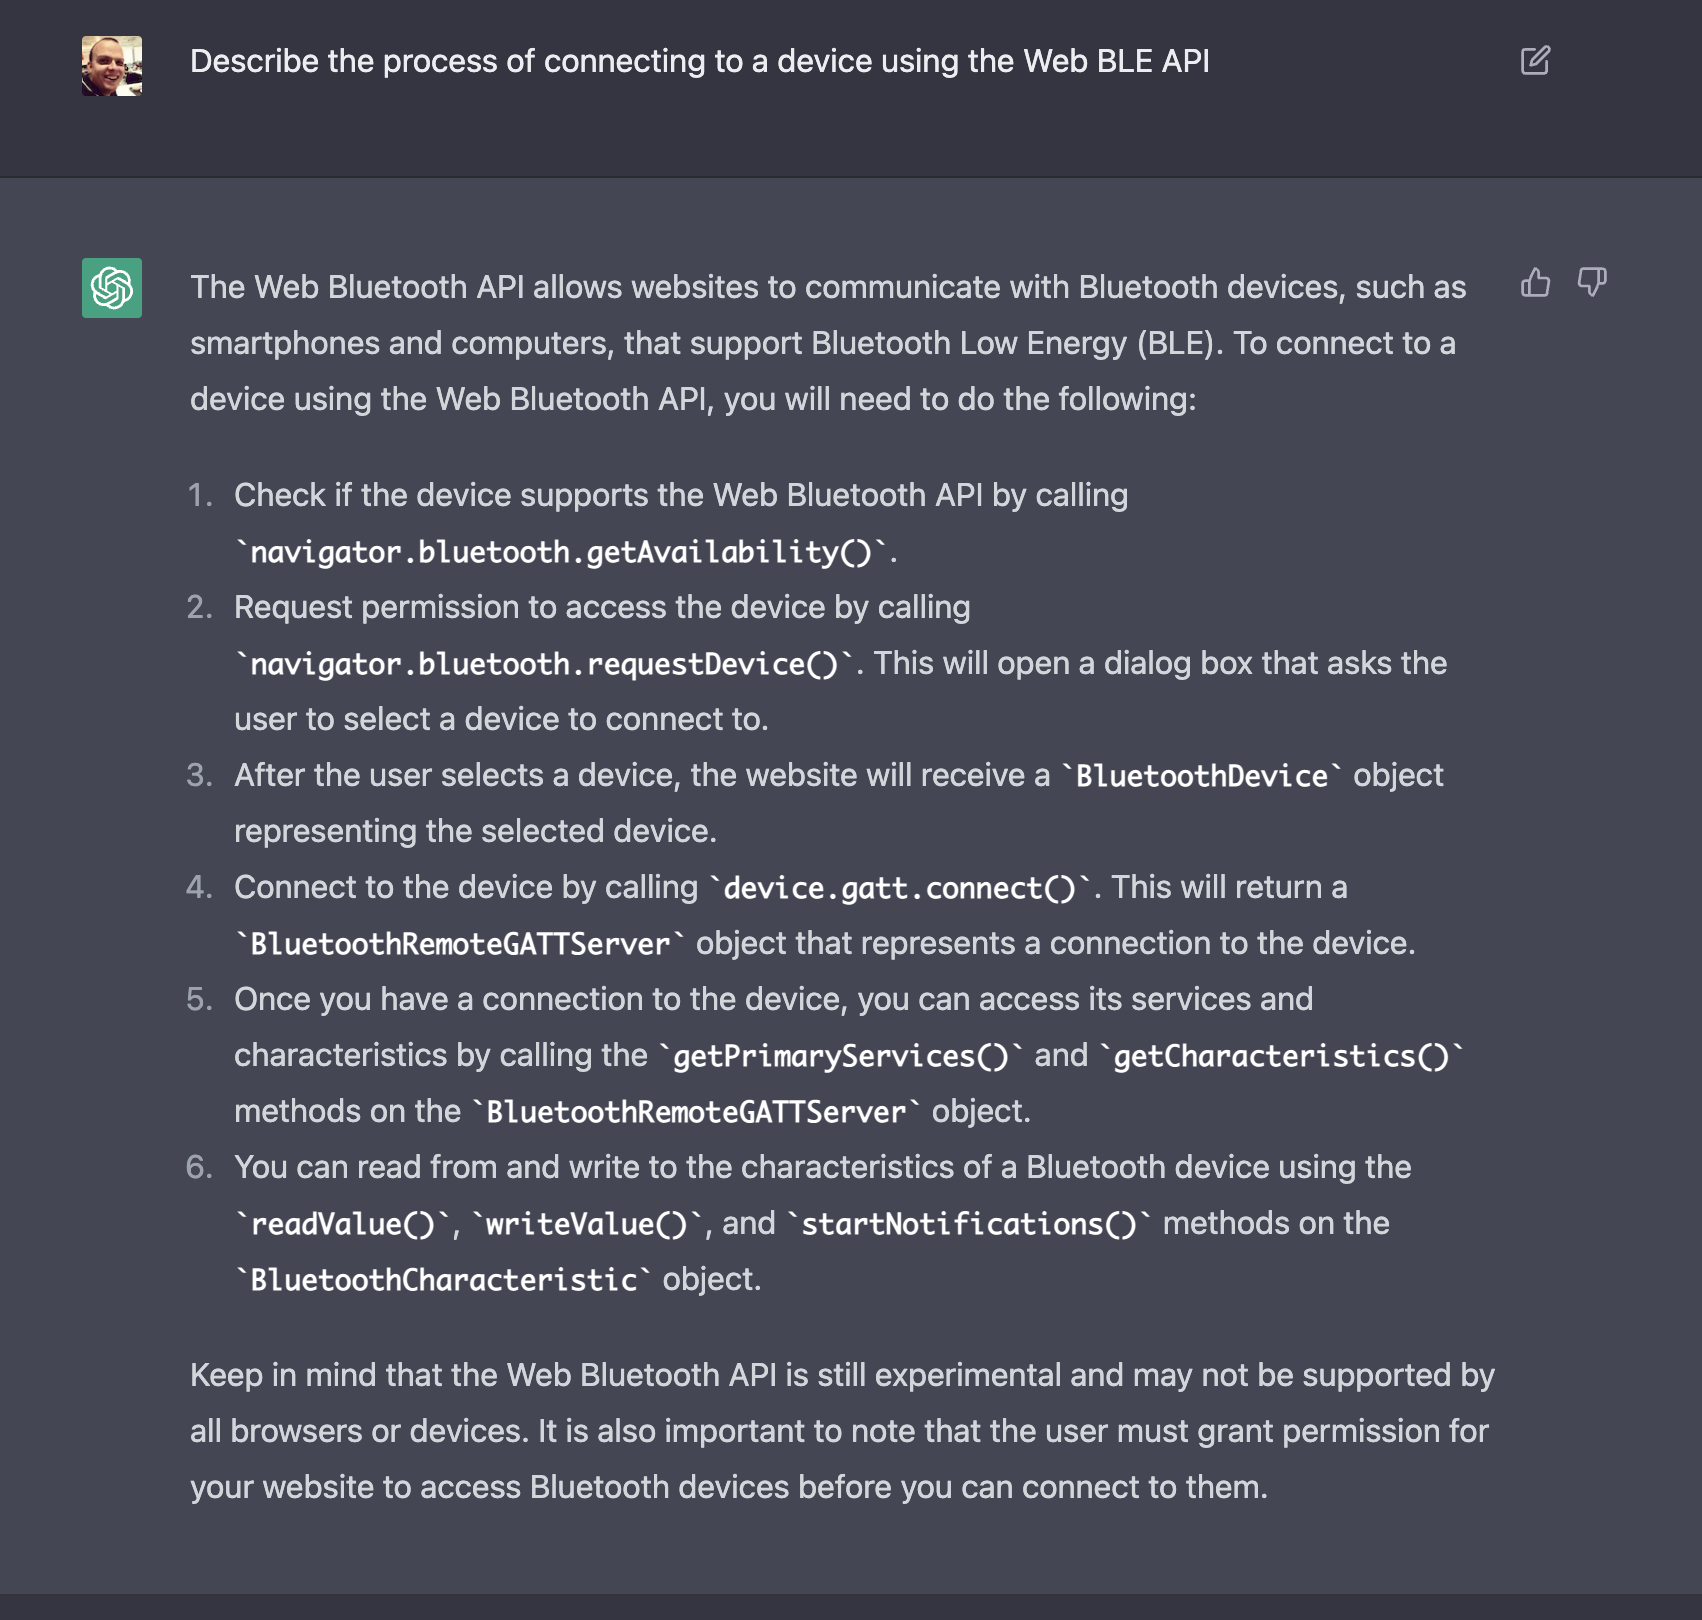 Describe the process of connecting to a device using the Web BLE API
The Web Bluetooth API allows websites to communicate with Bluetooth devices, such as
smartphones and computers, that support Bluetooth Low Energy (BLE). To connect to a
device using the Web Bluetooth API, you will need to do the following:
1. Check if the device supports the Web Bluetooth API by calling
`navigator.bluetooth.getAvailability()`.
2. Request permission to access the device by calling
`navigator.bluetooth.requestDevice()`. This will open a dialog box that asks the
user to select a device to connect to.
3. After the user selects a device, the website will receive a `BluetoothDevice` object
representing the selected device.
4. Connect to the device by calling `device.gatt.connect()`. This will return a
`BluetoothRemoteGATTServer` object that represents a connection to the device.
5. Once you have a connection to the device, you can access its services and
characteristics by calling the `getPrimaryServices()` and `getCharacteristics()`
methods on the `BluetoothRemoteGATTServer` object.
6. You can read from and write to the characteristics of a Bluetooth device using the
`readValue()`, `writeValue()`, and `startNotifications()` methods on the
`BluetoothCharacteristic` object.
Keep in mind that the Web Bluetooth API is still experimental and may not be supported by
all browsers or devices. It is also important to note that the user must grant permission for
your website to access Bluetooth devices before you can connect to them.